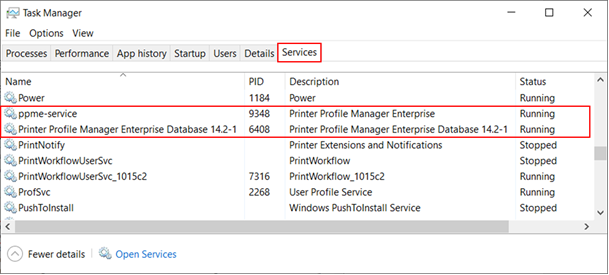 Task Manager
File Options View
Processes Performance App history Startup Users Details Services
Name PID Description Status
Power 1184 Power Running
ppme-service 9348 Printer Profile Manager Enterprise Running
Printer Profile Manager Enterprise Database 14.2-1 6408 Printer Profile Manager Enterprise Database 14.2-1 Running
PrintNotify Printer Extensions and Notifications Stopped
PrintWorkflowUserSvc PrintWorkflow Stopped
PrintWorkflowUserSvc_1015c2 7316 PrintWorkflow_1015c2 Running
ProfSvc 2268 User Profile Service Running
PushToInstall Windows PushToInstall Service Stopped
Fewer details Open Services